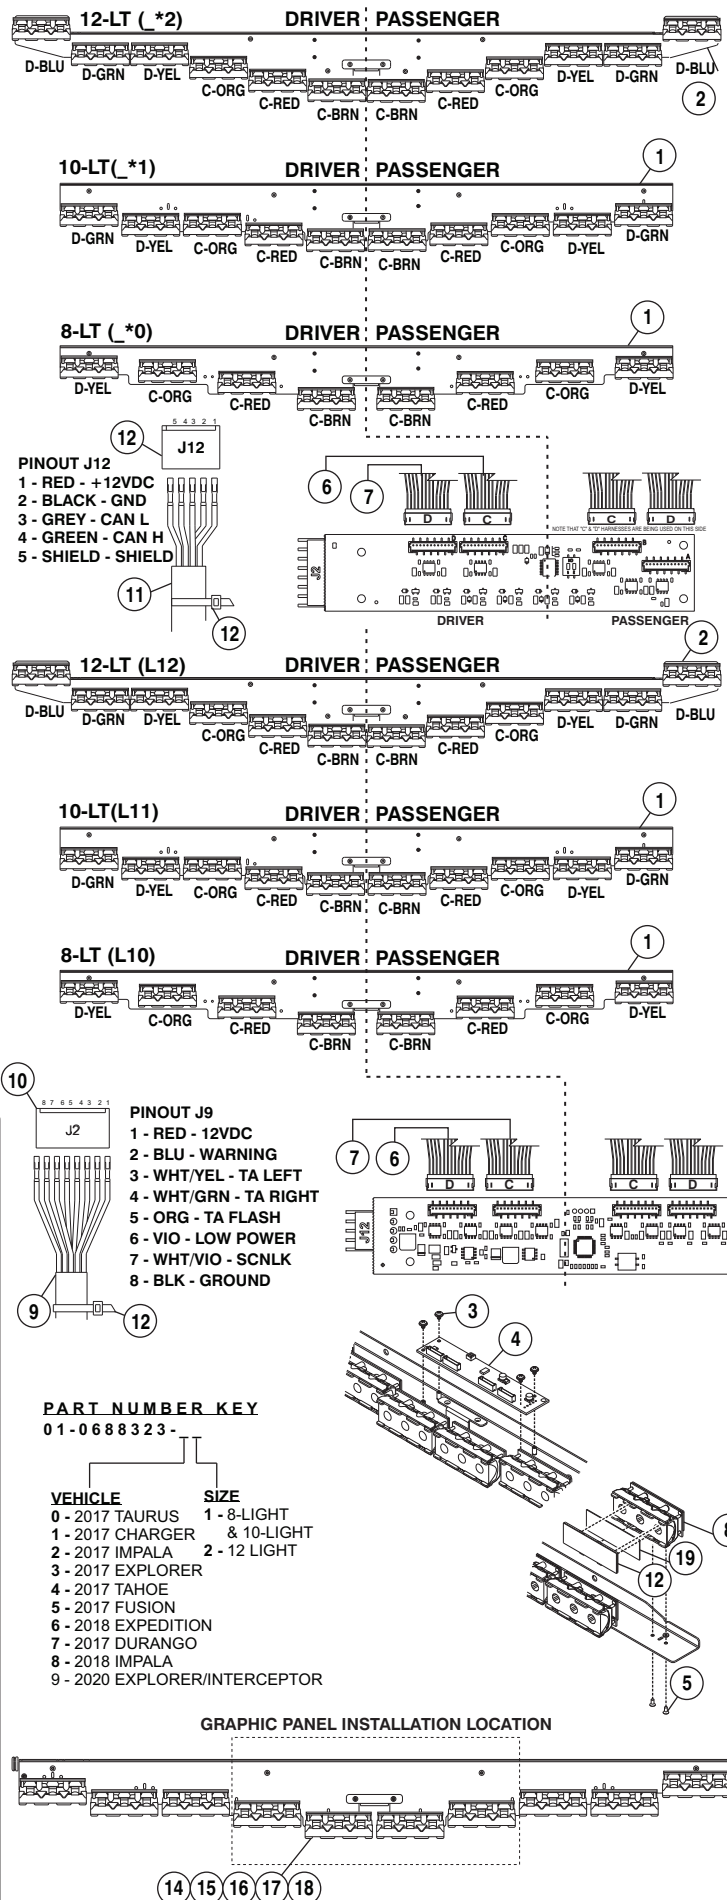 12-LT (_*2) DRIVER PASSENGER
D-BLU D-GRN D-YEL C-ORG C-RED C-BRN C-BRN C-RED C-ORG D-YEL D-GRN D-BLU
2
10-LT(_*1) DRIVER PASSENGER
1
D-GRN D-YEL C-ORG C-RED C-BRN C-BRN C-RED C-ORG D-YEL D-GRN
8-LT (_*0) DRIVER PASSENGER
1
D-YEL C-ORG C-RED C-BRN C-BRN C-RED C-ORG D-YEL
12
5 4 3 2 1
J12
PINOUT J12
1 - RED - +12VDC
2 - BLACK - GND
3 - GREY - CAN L
4 - GREEN - CAN H
5 - SHIELD - SHIELD
11
12
6
7
D C C D
NOTE THAT "C" & "D" HARNESSES ARE BEING USED ON THIS SIDE
J2
D C B A
DRIVER PASSENGER
12-LT (L12) DRIVER PASSENGER
2
D-BLU D-GRN D-YEL C-ORG C-RED C-BRN C-BRN C-RED C-ORG D-YEL D-GRN D-BLU
10-LT(L11) DRIVER PASSENGER
1
D-GRN D-YEL C-ORG C-RED C-BRN C-BRN C-RED C-ORG D-YEL D-GRN
8-LT (L10) DRIVER PASSENGER
1
D-YEL C-ORG C-RED C-BRN C-BRN C-RED C-ORG D-YEL
10
8 7 6 5 4 3 2 1
J2
PINOUT J9
1 - RED - 12VDC
2 - BLU - WARNING
3 - WHT/YEL - TA LEFT
4 - WHT/GRN - TA RIGHT
5 - ORG - TA FLASH
6 - VIO - LOW POWER
7 - WHT/VIO - SCNLK
8 - BLK - GROUND
9
12
7 6
D C C D
J12
3
4
8
19
12
5
PART NUMBER KEY
01-0688323-_ _
VEHICLE
0 - 2017 TAURUS
1 - 2017 CHARGER
2 - 2017 IMPALA
3 - 2017 EXPLORER
4 - 2017 TAHOE
5 - 2017 FUSION
6 - 2018 EXPEDITION
7 - 2017 DURANGO
8 - 2018 IMPALA
9 - 2020 EXPLORER/INTERCEPTOR
SIZE
1 - 8-LIGHT
& 10-LIGHT
2 - 12 LIGHT
GRAPHIC PANEL INSTALLATION LOCATION
14 15 16 17 18